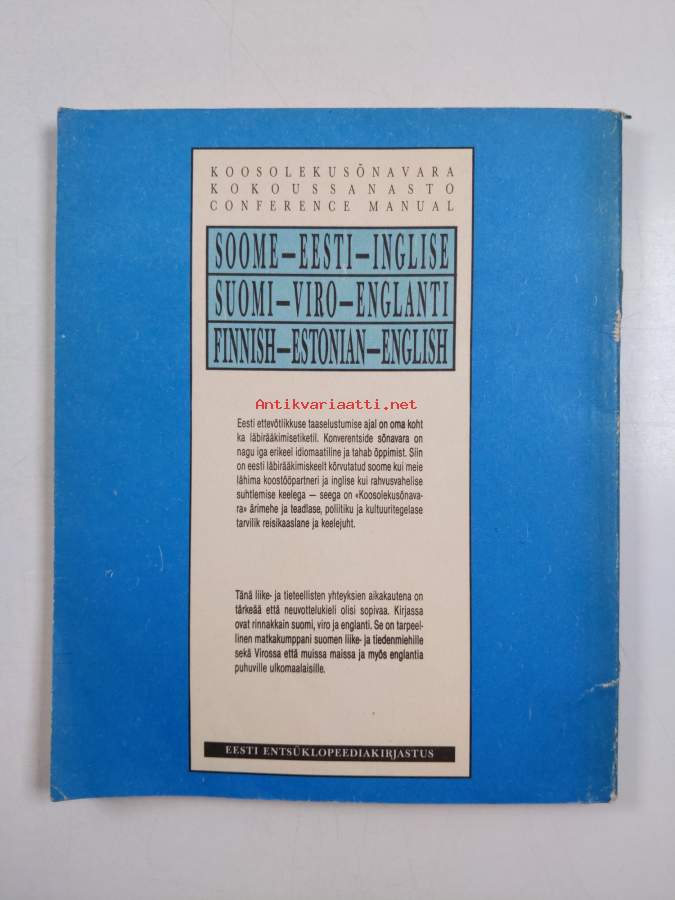 KOOSOLEKUSÕNAVARA
KOKOUSSANASTO
CONFERENCE MANUAL
SOOME–EESTI–INGLISE
SUOMI–VIRO–ENGLANTI
FINNISH–ESTONIAN–ENGLISH
Antikvariaatti.net
Eesti ettevõtlikkuse taaselustumise ajal on oma koht
ka läbirääkimisetiketil. Konverentside sõnavara on
nagu iga erikeel idiomaatiline ja tahab õppimist. Siin
on eesti läbirääkimiskeelt kõrvutatud soome kui meie
lähima koostööpartneri ja inglise kui rahvusvahelise
suhtlemise keelega — seega on «Koosolekusõnava-
ra» ärimehe ja teadlase, poliitiku ja kultuuritegelase
tarvilik reisikaaslane ja keelejuht.
Tänä liike- ja tieteellisten yhteyksien aikakautena on
tärkeää että neuvottelukieli olisi sopivaa. Kirjassa
ovat rinnakkain suomi, viro ja englanti. Se on tarpeel-
linen matkakumppani suomen liike- ja tiedenmiehille
sekä Virossa että muissa maissa ja myös englantia
puhuville ulkomaalaisille.
EESTI ENTSÜKLOPEEDIAKIRJASTUS